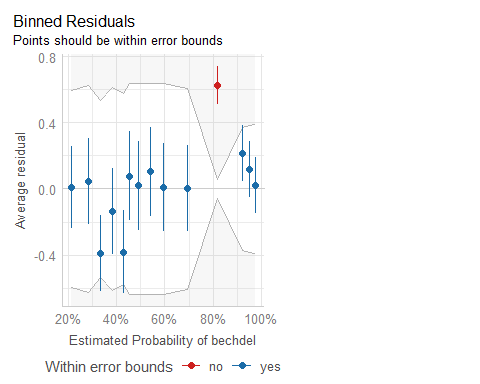 Binned Residuals
Points should be within error bounds
0.8
0.4
0.0
-0.4
Average residual
20% 40% 60% 80% 100%
Estimated Probability of bechdel
Within error bounds no yes